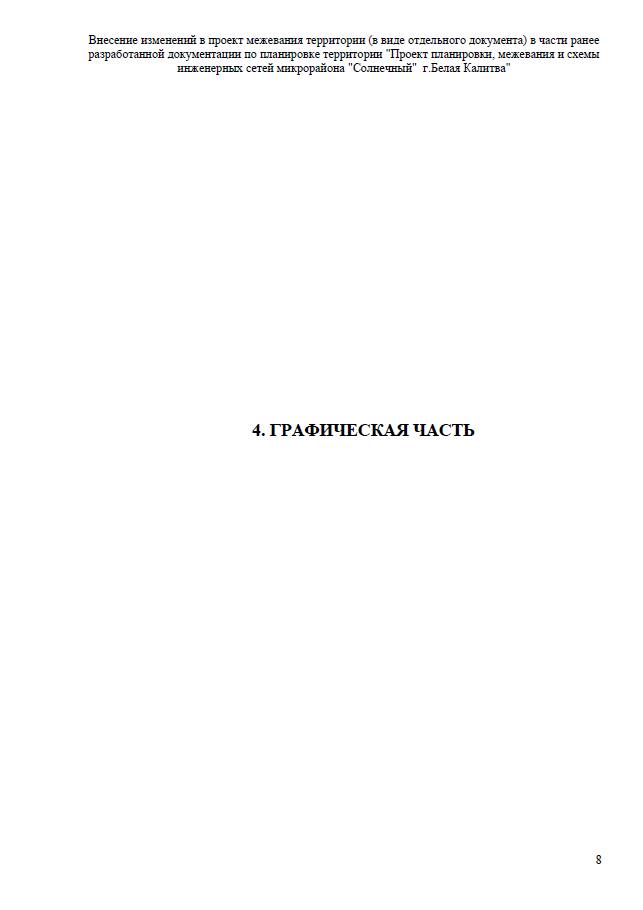 Внесение изменений в проект межевания территории (в виде отдельного документа) в части ранее
разработанной документации по планировке территории "Проект планировки, межевания и схемы
инженерных сетей микрорайона "Солнечный"  г.Белая Калитва"
4. ГРАФИЧЕСКАЯ ЧАСТЬ
8